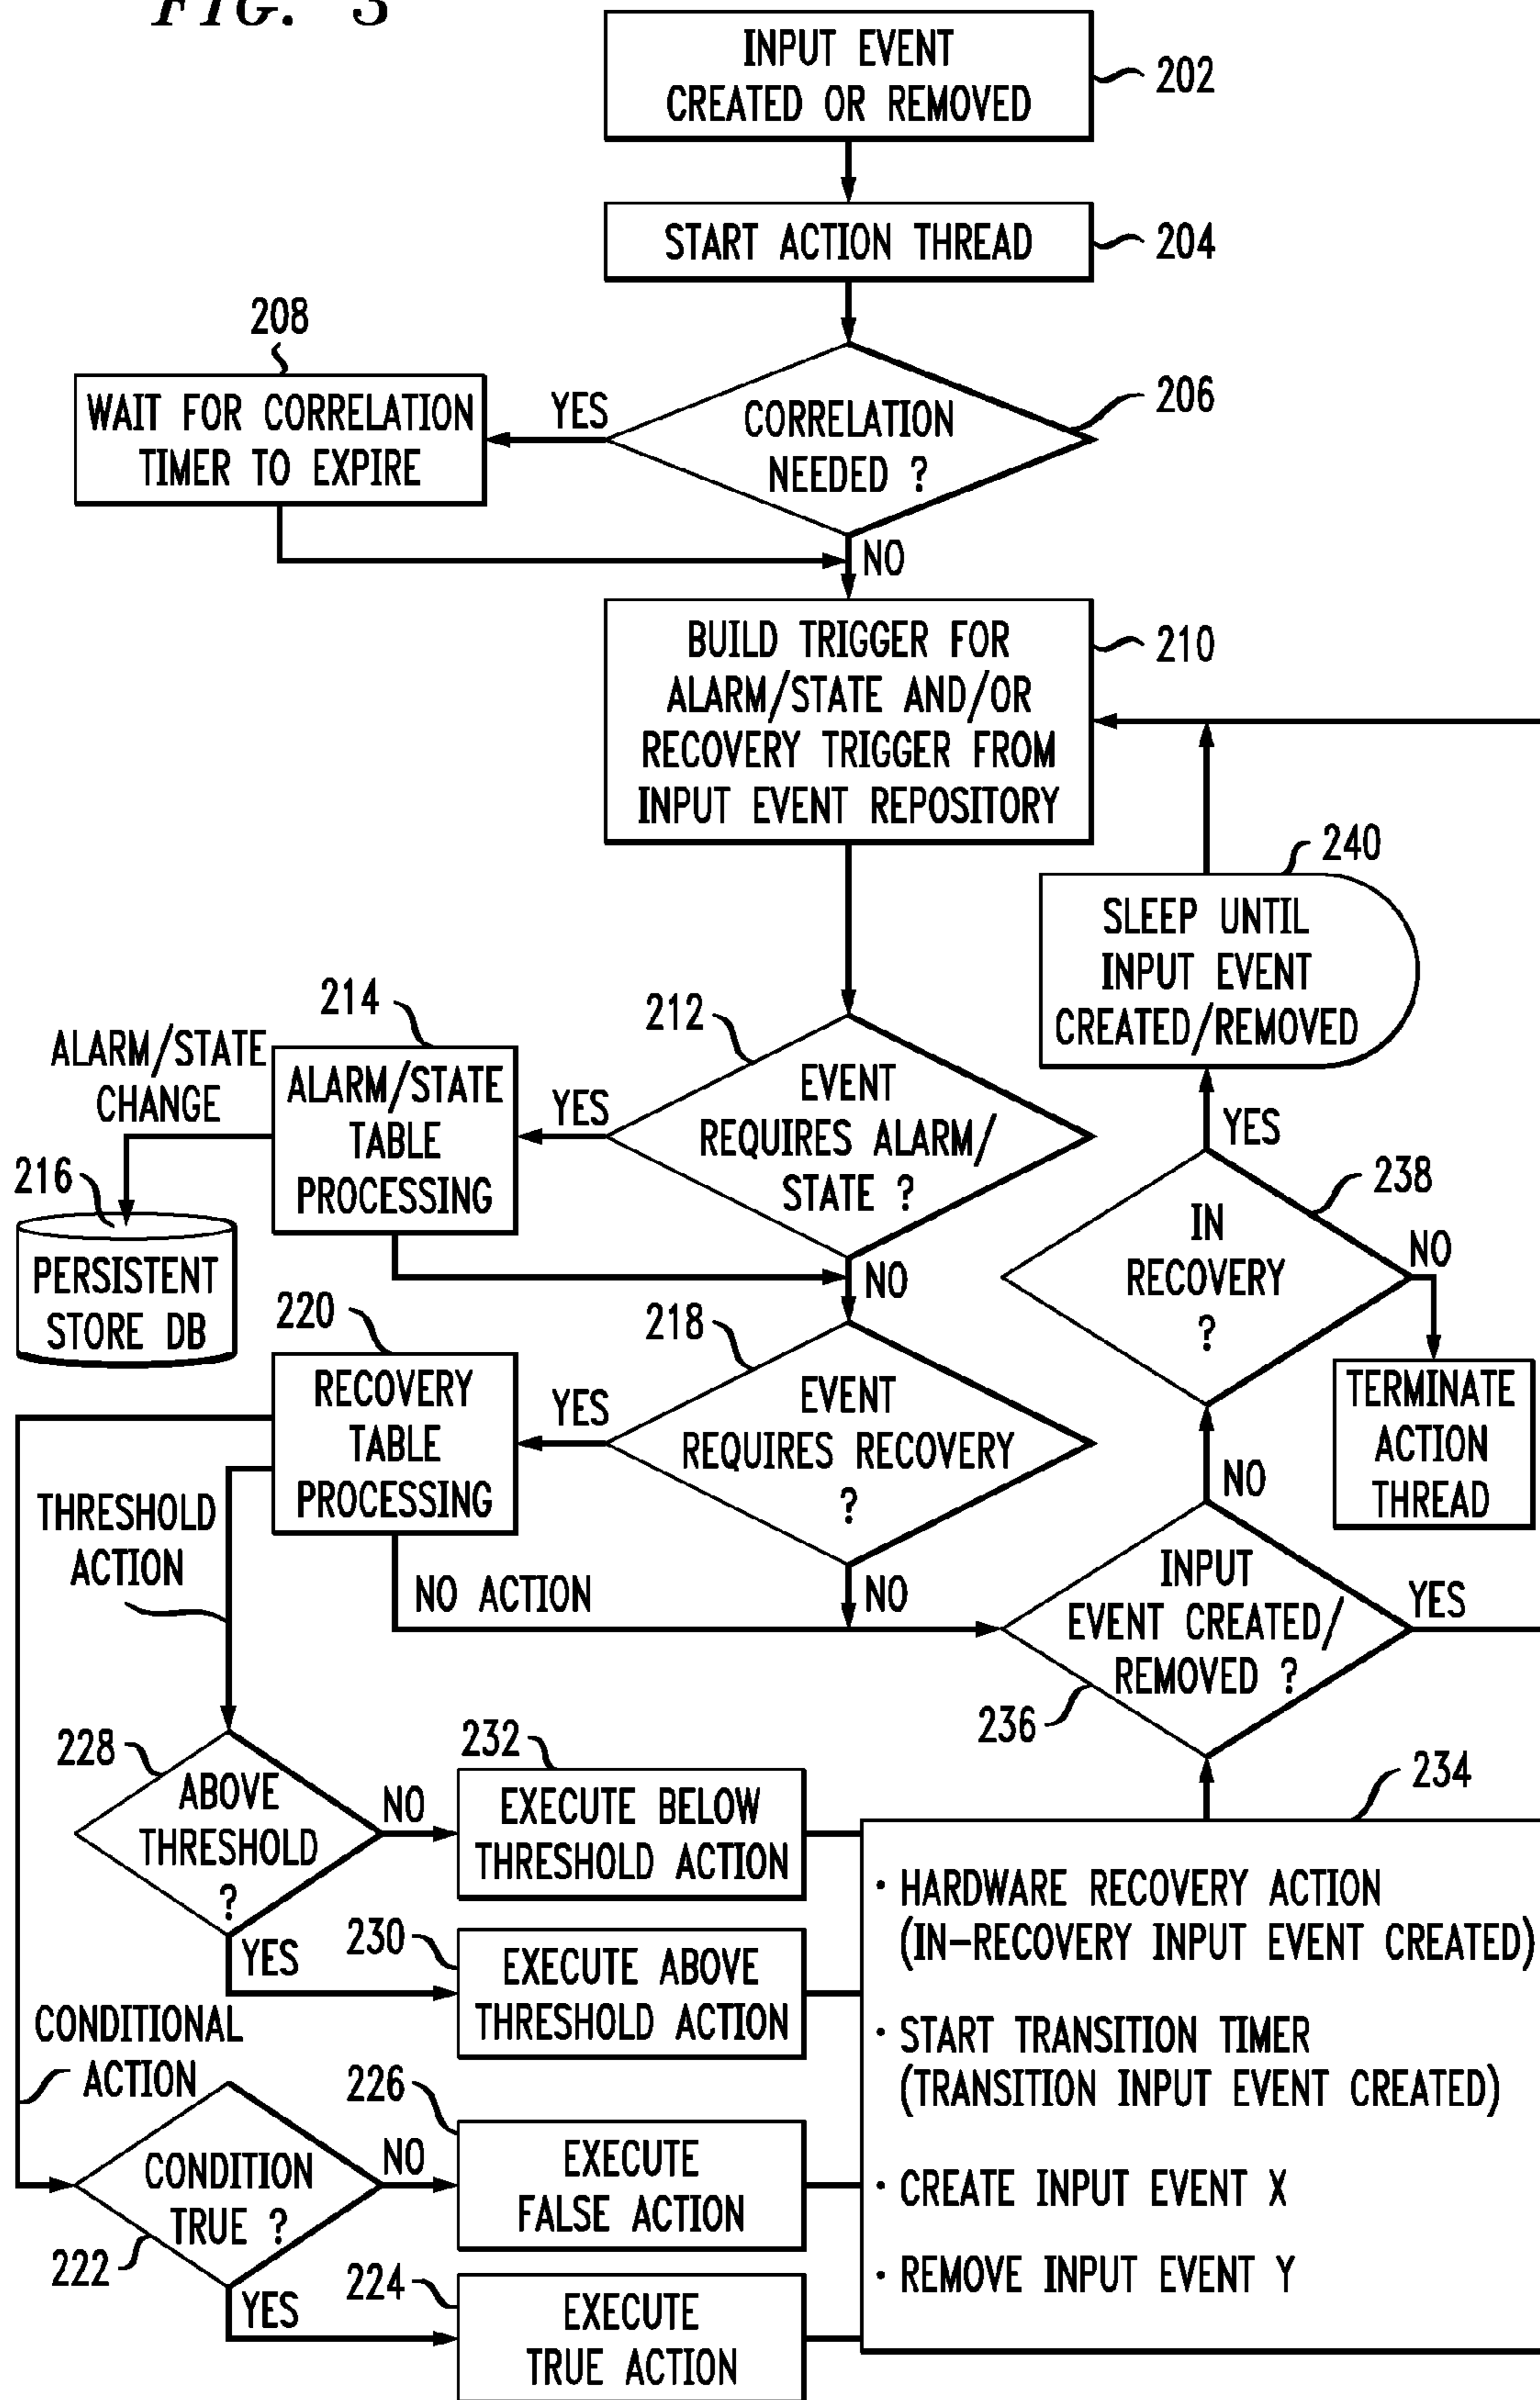 FIG. 3
INPUT EVENT
CREATED OR REMOVED
202
START ACTION THREAD
204
208
WAIT FOR CORRELATION
TIMER TO EXPIRE
YES
CORRELATION
NEEDED ?
206
NO
BUILD TRIGGER FOR
ALARM/STATE AND/OR
RECOVERY TRIGGER FROM
INPUT EVENT REPOSITORY
210
240
SLEEP UNTIL
INPUT EVENT
CREATED/REMOVED
214
212
ALARM/STATE
CHANGE
ALARM/STATE
TABLE
PROCESSING
YES
EVENT
REQUIRES ALARM/
STATE ?
YES
216
PERSISTENT
STORE DB
NO
238
IN
RECOVERY
?
NO
220
218
RECOVERY
TABLE
PROCESSING
YES
EVENT
REQUIRES RECOVERY
?
TERMINATE
ACTION
THREAD
THRESHOLD
ACTION
NO
NO ACTION
NO
INPUT
EVENT CREATED/
REMOVED ?
YES
236
228
ABOVE
THRESHOLD
?
NO
232
EXECUTE BELOW
THRESHOLD ACTION
234
YES
230
EXECUTE ABOVE
THRESHOLD ACTION
· HARDWARE RECOVERY ACTION
(IN-RECOVERY INPUT EVENT CREATED)
· START TRANSITION TIMER
(TRANSITION INPUT EVENT CREATED)
· CREATE INPUT EVENT X
· REMOVE INPUT EVENT Y
CONDITIONAL
ACTION
226
CONDITION
TRUE ?
NO
EXECUTE
FALSE ACTION
222
YES
224
EXECUTE
TRUE ACTION